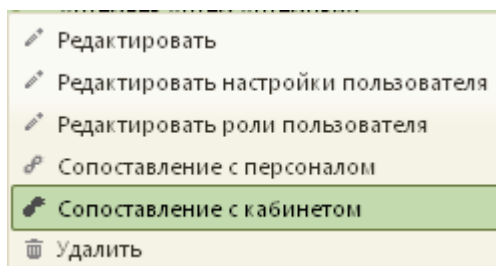 Редактировать
Редактировать настройки пользователя
Редактировать роли пользователя
Сопоставление с персоналом
Сопоставление с кабинетом
Удалить